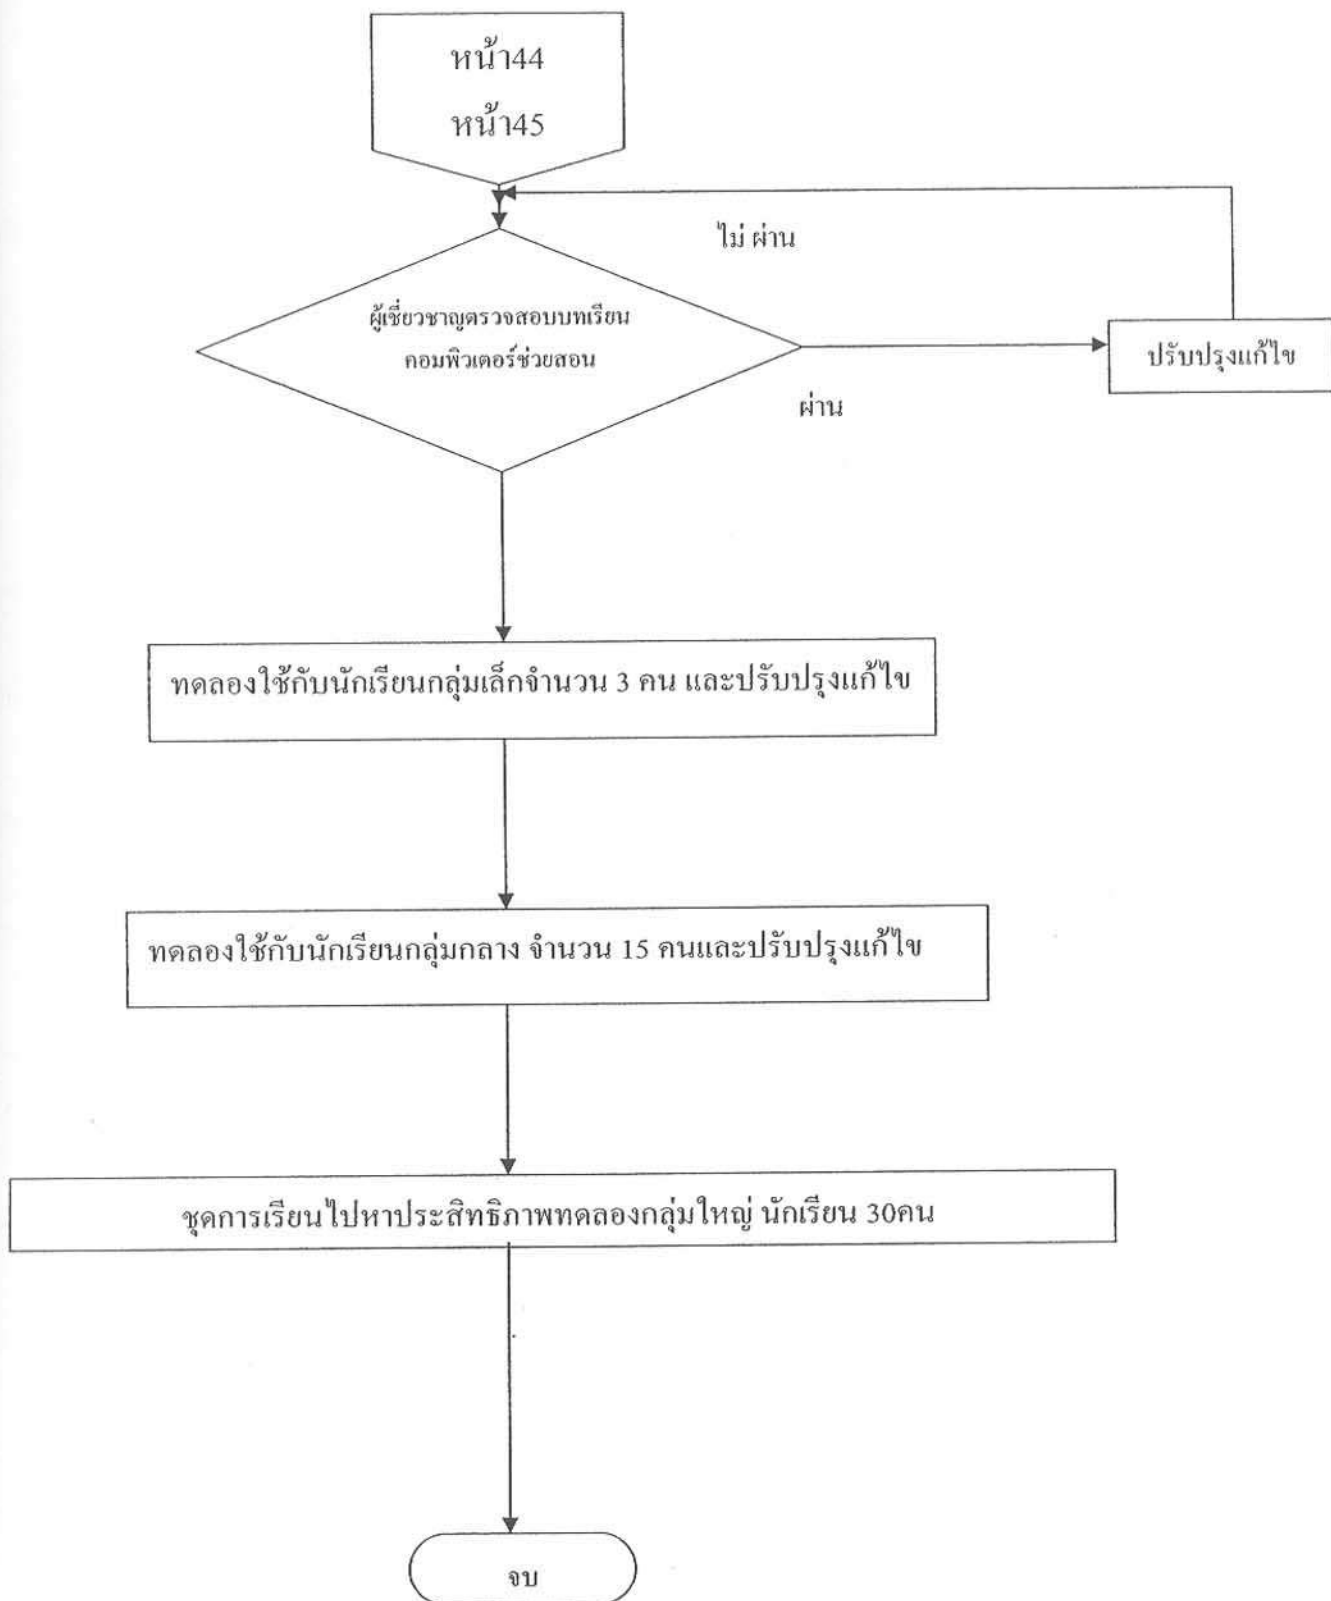 หน้า44
หน้า45
ไม่ ผ่าน
ผู้เชี่ยวชาญตรวจสอบบทเรียน
คอมพิวเตอร์ช่วยสอน
ปรับปรุงแก้ไข
ผ่าน
ทดลองใช้กับนักเรียนกลุ่มเล็กจำนวน 3 คน และปรับปรุงแก้ไข
ทดลองใช้กับนักเรียนกลุ่มกลาง จำนวน 15 คนและปรับปรุงแก้ไข
ชุดการเรียนไปหาประสิทธิภาพทดลองกลุ่มใหญ่ นักเรียน 30คน
จบ